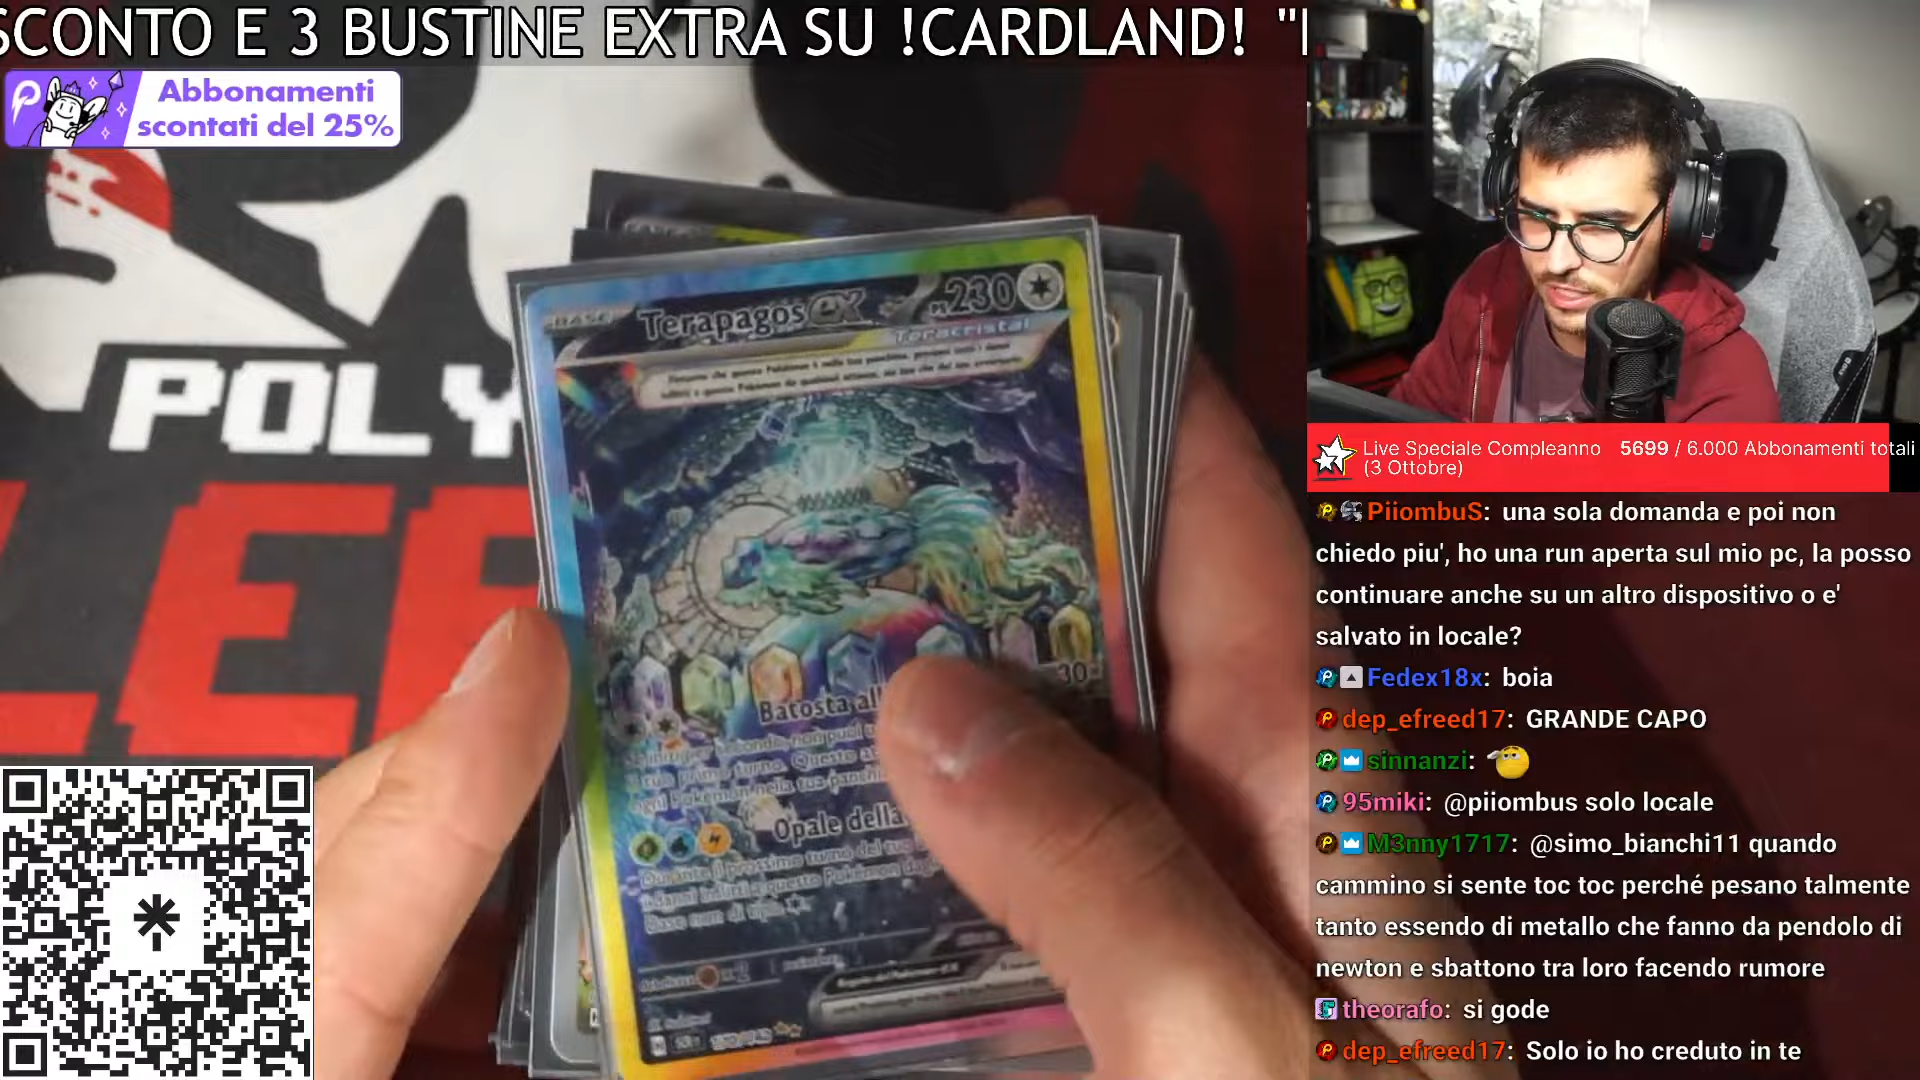 SCONTO E 3 BUSTINE EXTRA SU !CARDLAND! "
Abbonamenti
scontati del 25%
POLY
BASE Terapagos ex PS 230
Teracristal
30×
Batosta
Opale della
Live Speciale Compleanno 5699 / 6.000 Abbonamenti totali
(3 Ottobre)
PiiombuS: una sola domanda e poi non
chiedo piu', ho una run aperta sul mio pc, la posso
continuare anche su un altro dispositivo o e'
salvato in locale?
Fedex18x: boia
dep_efreed17: GRANDE CAPO
sinnanzi:
95miki: @piiombus solo locale
M3nny1717: @simo_bianchi11 quando
cammino si sente toc toc perché pesano talmente
tanto essendo di metallo che fanno da pendolo di
newton e sbattono tra loro facendo rumore
theorafo: si gode
dep_efreed17: Solo io ho creduto in te